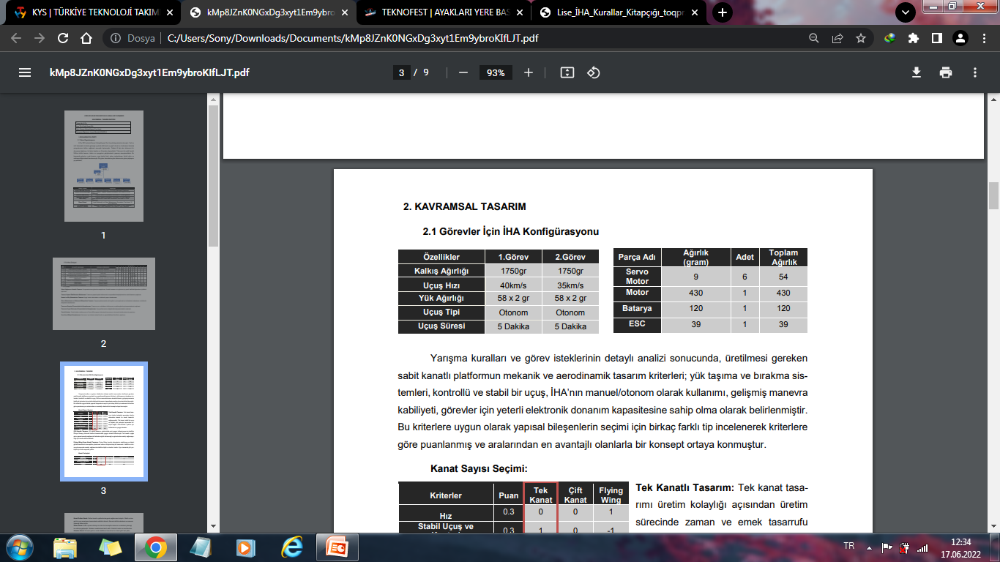 KYS | TÜRKİYE TEKNOLOJİ TAKIMI
kMp8JZnK0NGxDg3xyt1Em9ybro
TEKNOFEST | AYAKLARI YERE BAS
Lise_İHA_Kurallar_Kitapçığı_toqpr
Dosya | C:/Users/Sony/Downloads/Documents/kMp8JZnK0NGxDg3xyt1Em9ybroKIfLJT.pdf
kMp8JZnK0NGxDg3xyt1Em9ybroKIfLJT.pdf
3 / 9
93%
1
2
3
2. KAVRAMSAL TASARIM
2.1 Görevler İçin İHA Konfigürasyonu
Özellikler 1.Görev 2.Görev
Kalkış Ağırlığı 1750gr 1750gr
Uçuş Hızı 40km/s 35km/s
Yük Ağırlığı 58 x 2 gr 58 x 2 gr
Uçuş Tipi Otonom Otonom
Uçuş Süresi 5 Dakika 5 Dakika
Parça Adı Ağırlık (gram) Adet Toplam Ağırlık
Servo Motor 9 6 54
Motor 430 1 430
Batarya 120 1 120
ESC 39 1 39
Yarışma kuralları ve görev isteklerinin detaylı analizi sonucunda, üretilmesi gereken
sabit kanatlı platformun mekanik ve aerodinamik tasarım kriterleri; yük taşıma ve bırakma sis-
temleri, kontrollü ve stabil bir uçuş, İHA'nın manuel/otonom olarak kullanımı, gelişmiş manevra
kabiliyeti, görevler için yeterli elektronik donanım kapasitesine sahip olma olarak belirlenmiştir.
Bu kriterlere uygun olarak yapısal bileşenlerin seçimi için birkaç farklı tip incelenerek kriterlere
göre puanlanmış ve aralarından en avantajlı olanlarla bir konsept ortaya konmuştur.
Kanat Sayısı Seçimi:
Kriterler Puan Tek Kanat Çift Kanat Flying Wing
Hız 0.3 0 0 1
Stabil Uçuş ve
0.3 1 0 -1
Tek Kanatlı Tasarım: Tek kanat tasa-
rımı üretim kolaylığı açısından üretim
sürecinde zaman ve emek tasarrufu
TR
12:34
17.06.2022